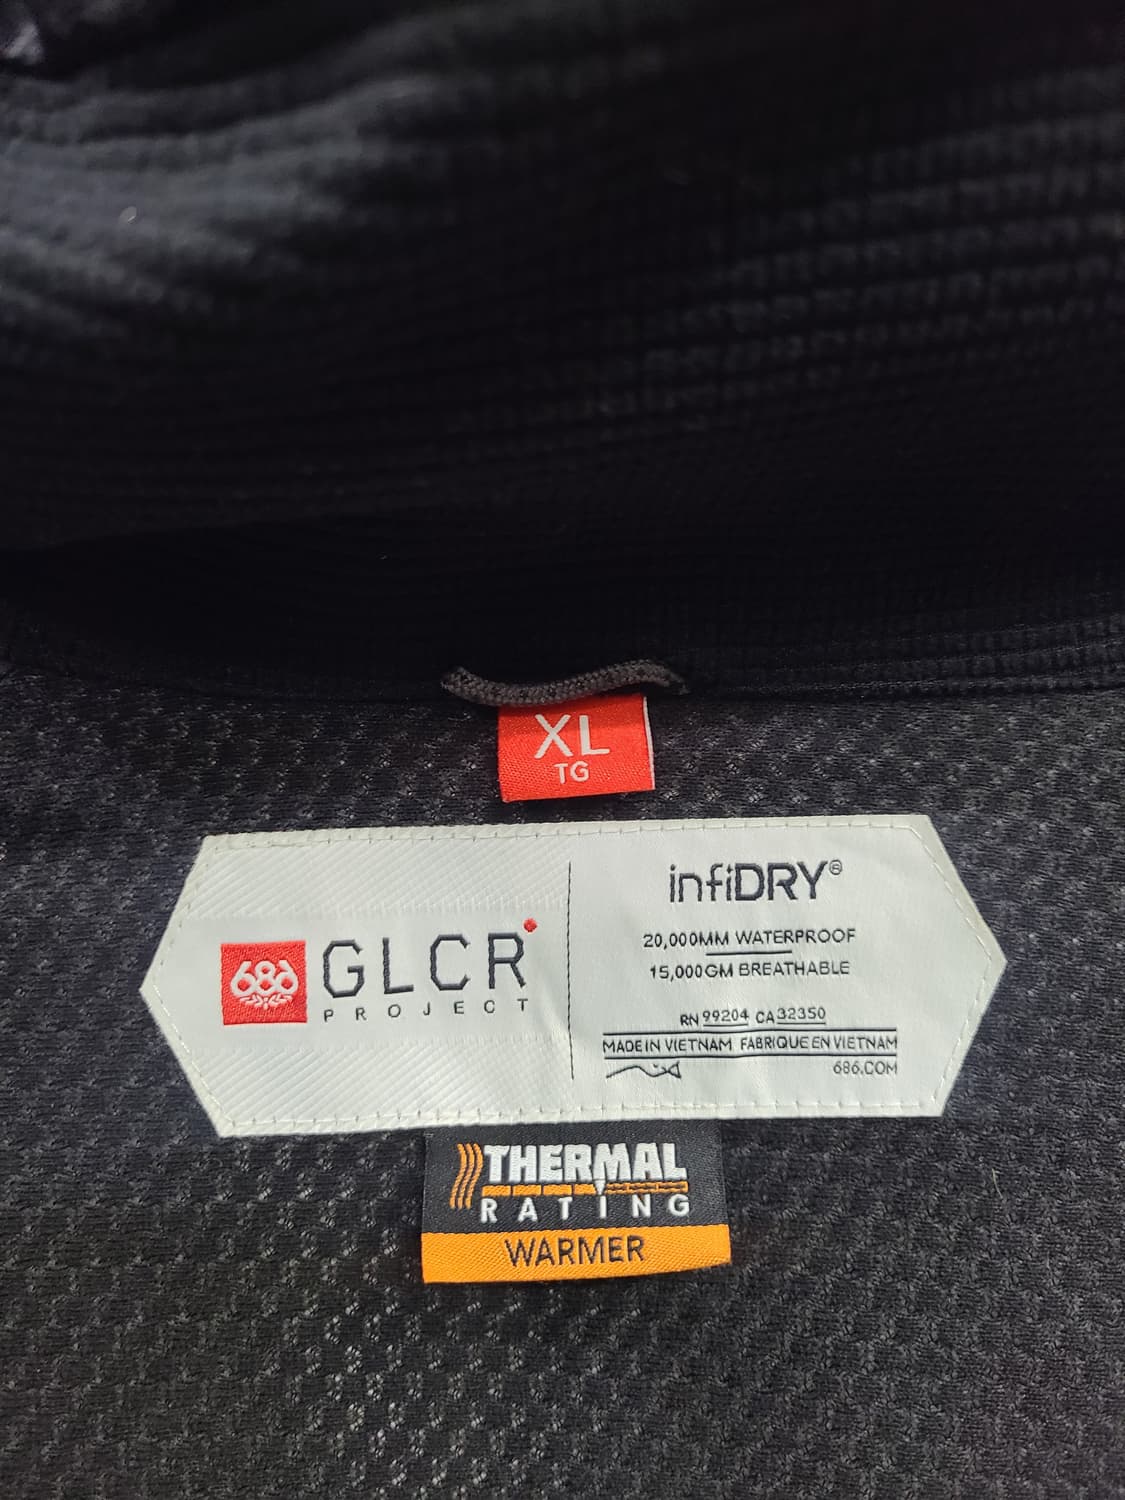 XL
TG
686
GLCR
PROJECT
infiDRY®
20,000MM WATERPROOF
15,000GM BREATHABLE
RN 99204 CA 32350
MADE IN VIETNAM FABRIQUE EN VIETNAM
686.COM
THERMAL
RATING
WARMER